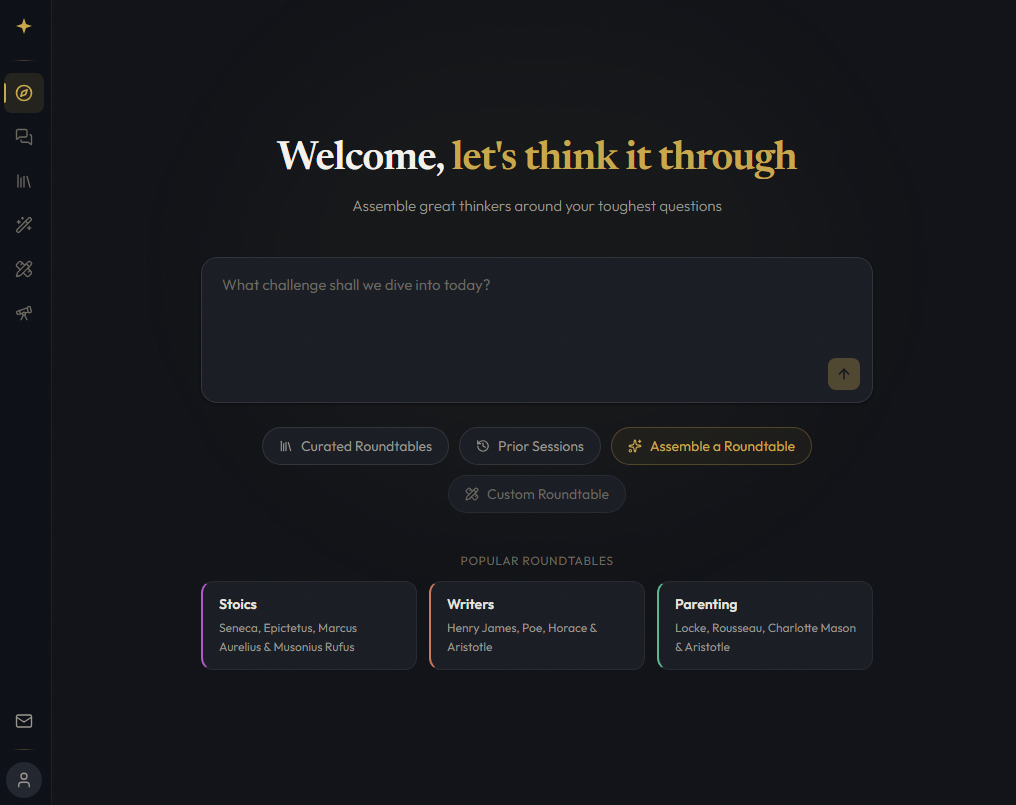 Welcome, let's think it through
Assemble great thinkers around your toughest questions
What challenge shall we dive into today?
Curated Roundtables
Prior Sessions
Assemble a Roundtable
Custom Roundtable
POPULAR ROUNDTABLES
Stoics
Seneca, Epictetus, Marcus
Aurelius & Musonius Rufus
Writers
Henry James, Poe, Horace &
Aristotle
Parenting
Locke, Rousseau, Charlotte Mason
& Aristotle